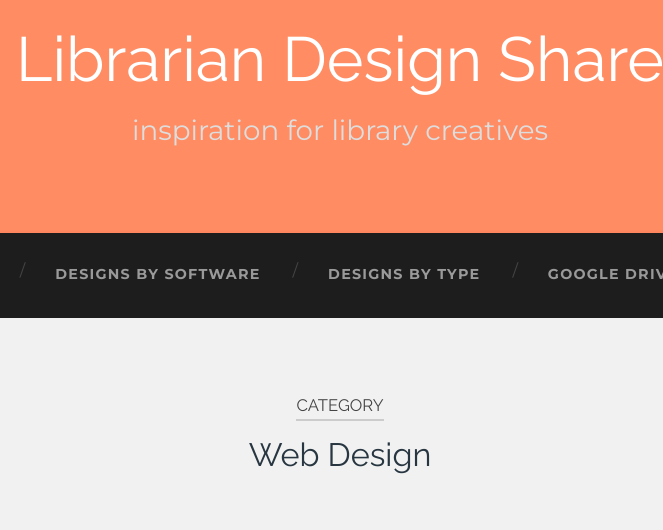 Librarian Design Share
inspiration for library creatives
/ DESIGNS BY SOFTWARE / DESIGNS BY TYPE / GOOGLE DRIV
CATEGORY
Web Design